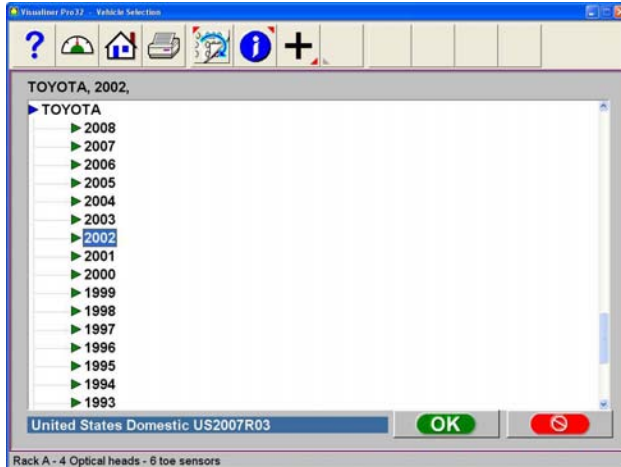 Visualiner Pro32 - Vehicle Selection
?
i
TOYOTA, 2002,
TOYOTA
2008
2007
2006
2005
2004
2003
2002
2001
2000
1999
1998
1997
1996
1995
1994
1993
United States Domestic US2007R03
OK
Rack A - 4 Optical heads - 6 toe sensors